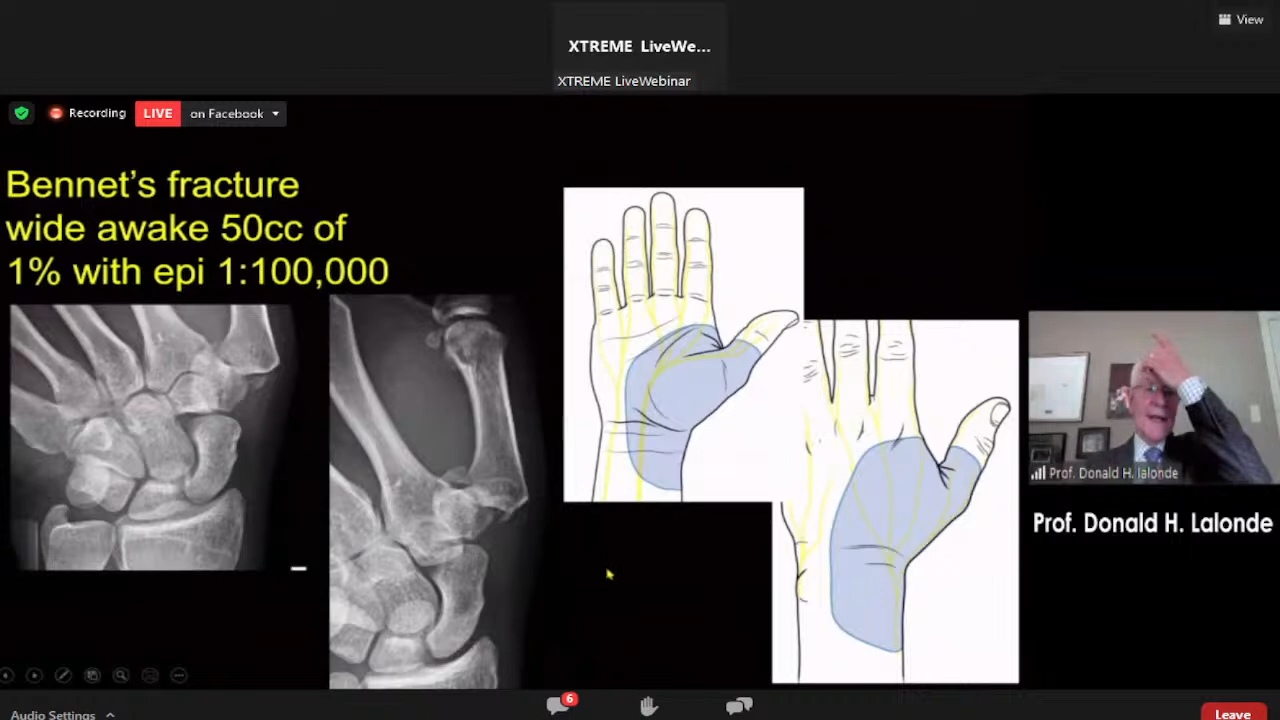 XTREME LiveWe...
View
XTREME LiveWebinar
Recording
LIVE
on Facebook
Bennet's fracture
wide awake 50cc of
1% with epi 1:100,000
Prof. Donald H. lalonde
Prof. Donald H. Lalonde
6
Audio Settings
Leave